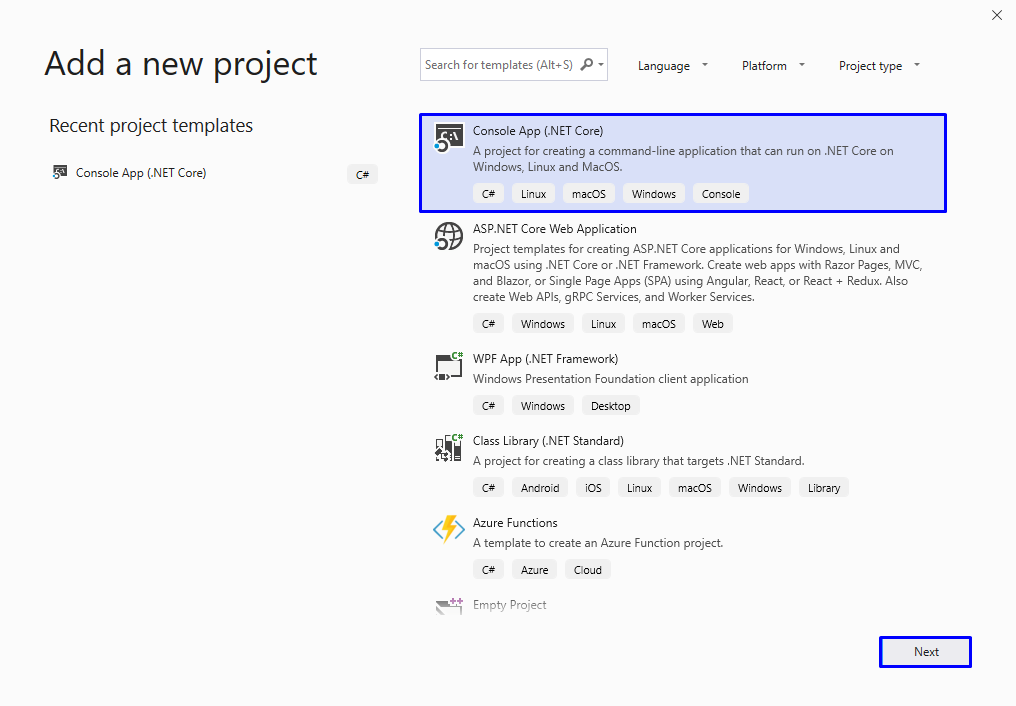 Add a new project
Search for templates (Alt+S)
Language
Platform
Project type
Recent project templates
Console App (.NET Core)
C#
Console App (.NET Core)
A project for creating a command-line application that can run on .NET Core on
Windows, Linux and MacOS.
C# Linux macOS Windows Console
ASP.NET Core Web Application
Project templates for creating ASP.NET Core applications for Windows, Linux and
macOS using .NET Core or .NET Framework. Create web apps with Razor Pages, MVC,
and Blazor, or Single Page Apps (SPA) using Angular, React, or React + Redux. Also
create Web APIs, gRPC Services, and Worker Services.
C# Windows Linux macOS Web
WPF App (.NET Framework)
Windows Presentation Foundation client application
C# Windows Desktop
Class Library (.NET Standard)
A project for creating a class library that targets .NET Standard.
C# Android iOS Linux macOS Windows Library
Azure Functions
A template to create an Azure Function project.
C# Azure Cloud
Empty Project
Next